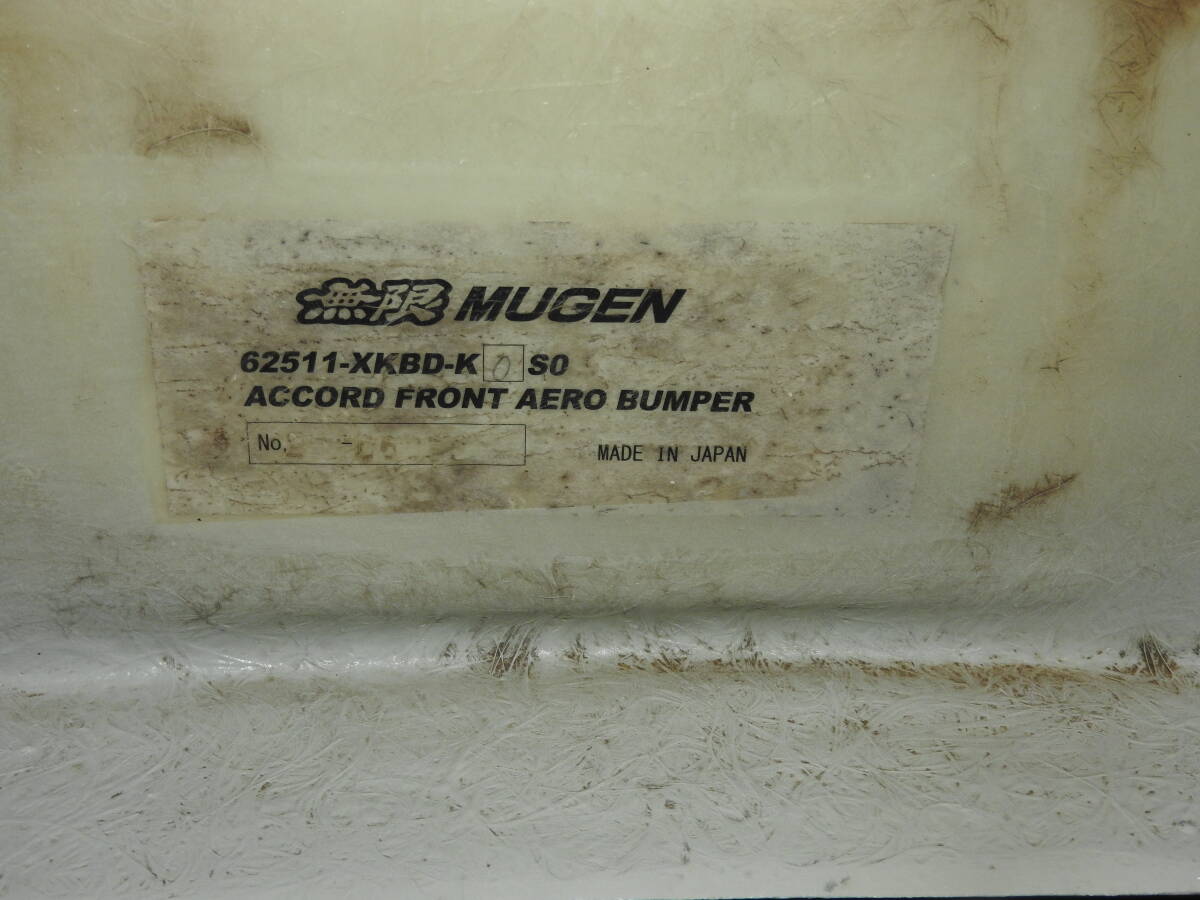 無限 MUGEN
62511-XKBD-K0S0
ACCORD FRONT AERO BUMPER
No.
MADE IN JAPAN